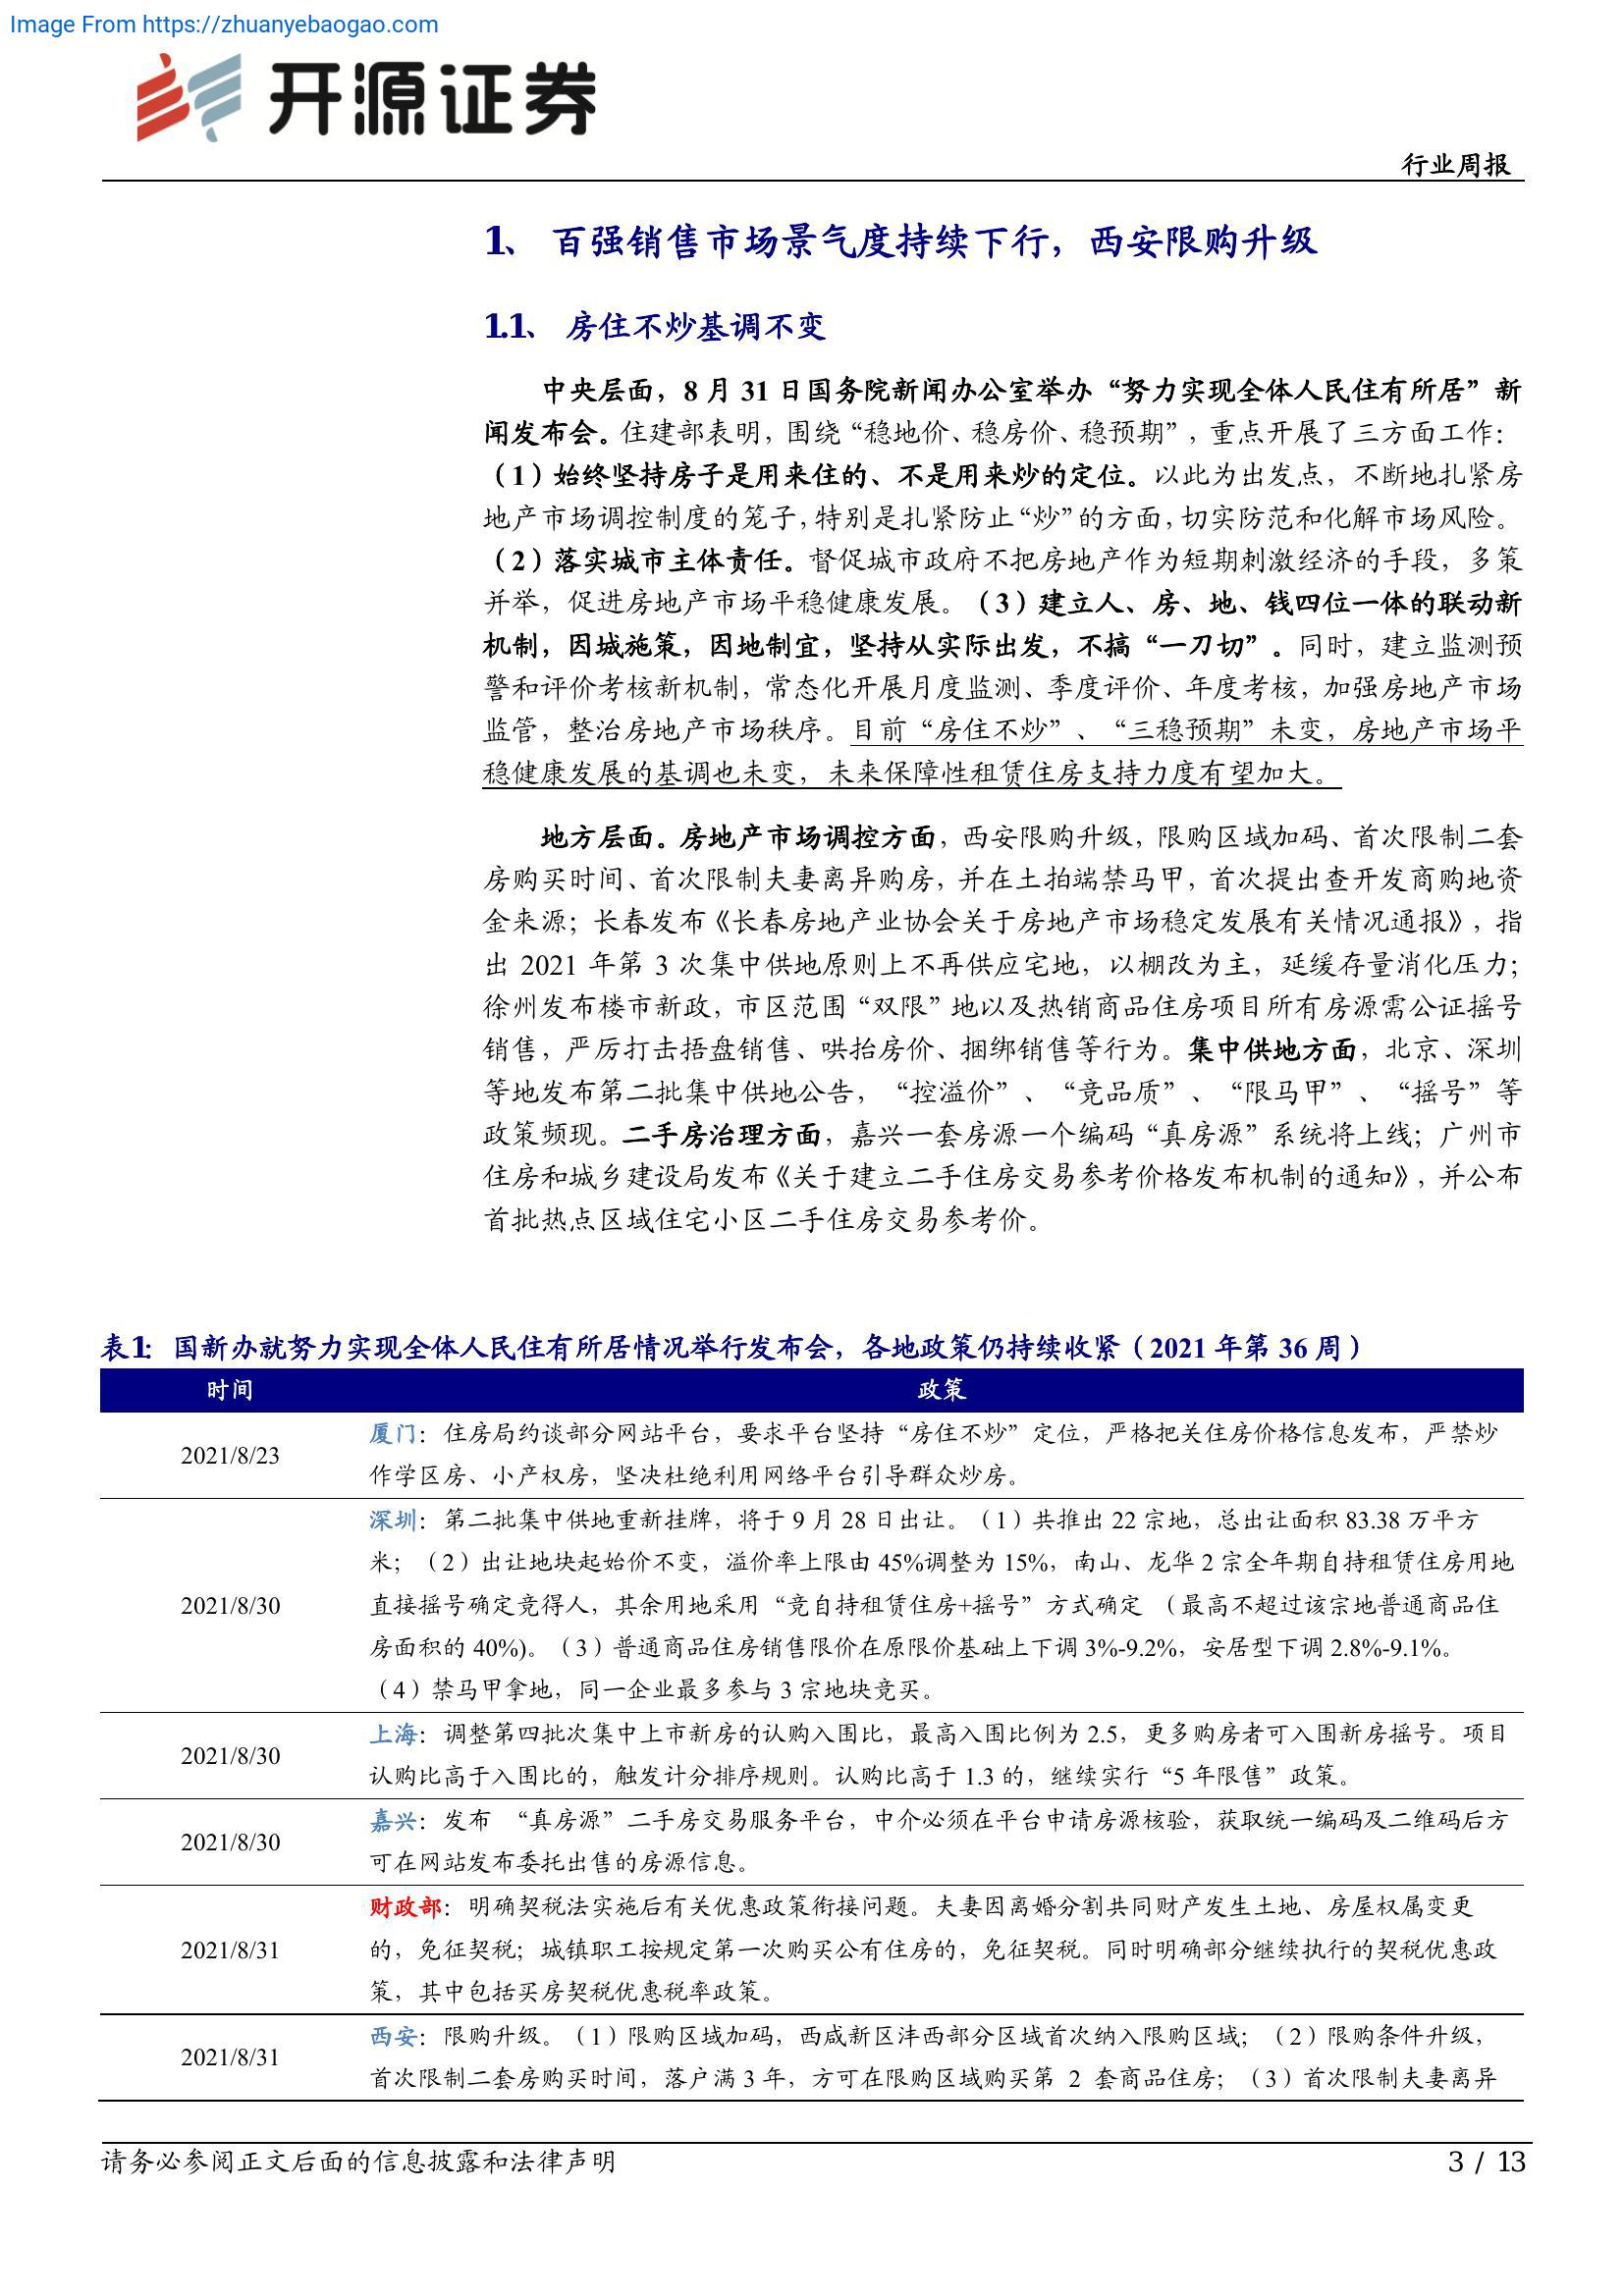 Image From https://zhuanyebaogao.com
开源证券
行业周报
1、 百强销售市场景气度持续下行，西安限购升级
1.1、 房住不炒基调不变
中央层面，8 月 31 日国务院新闻办公室举办“努力实现全体人民住有所居”新
闻发布会。住建部表明，围绕“稳地价、稳房价、稳预期”，重点开展了三方面工作：
（1）始终坚持房子是用来住的、不是用来炒的定位。以此为出发点，不断地扎紧房
地产市场调控制度的笼子，特别是扎紧防止“炒”的方面，切实防范和化解市场风险。
（2）落实城市主体责任。督促城市政府不把房地产作为短期刺激经济的手段，多策
并举，促进房地产市场平稳健康发展。（3）建立人、房、地、钱四位一体的联动新
机制，因城施策，因地制宜，坚持从实际出发，不搞“一刀切”。同时，建立监测预
警和评价考核新机制，常态化开展月度监测、季度评价、年度考核，加强房地产市场
监管，整治房地产市场秩序。目前“房住不炒”、“三稳预期”未变，房地产市场平
稳健康发展的基调也未变，未来保障性租赁住房支持力度有望加大。
地方层面。房地产市场调控方面，西安限购升级，限购区域加码、首次限制二套
房购买时间、首次限制夫妻离异购房，并在土拍端禁马甲，首次提出查开发商购地资
金来源；长春发布《长春房地产业协会关于房地产市场稳定发展有关情况通报》，指
出 2021 年第 3 次集中供地原则上不再供应宅地，以棚改为主，延缓存量消化压力；
徐州发布楼市新政，市区范围“双限”地以及热销商品住房项目所有房源需公证摇号
销售，严厉打击捂盘销售、哄抬房价、捆绑销售等行为。集中供地方面，北京、深圳
等地发布第二批集中供地公告，“控溢价”、“竞品质”、“限马甲”、“摇号”等
政策频现。二手房治理方面，嘉兴一套房源一个编码“真房源”系统将上线；广州市
住房和城乡建设局发布《关于建立二手住房交易参考价格发布机制的通知》，并公布
首批热点区域住宅小区二手住房交易参考价。
表1： 国新办就努力实现全体人民住有所居情况举行发布会，各地政策仍持续收紧（2021 年第 36 周）
时间 政策
2021/8/23 厦门：住房局约谈部分网站平台，要求平台坚持“房住不炒”定位，严格把关住房价格信息发布，严禁炒
作学区房、小产权房，坚决杜绝利用网络平台引导群众炒房。
2021/8/30 深圳：第二批集中供地重新挂牌，将于 9 月 28 日出让。（1）共推出 22 宗地，总出让面积 83.38 万平方
米；（2）出让地块起始价不变，溢价率上限由 45%调整为 15%，南山、龙华 2 宗全年期自持租赁住房用地
直接摇号确定竞得人，其余用地采用“竞自持租赁住房+摇号”方式确定 （最高不超过该宗地普通商品住
房面积的 40%)。（3）普通商品住房销售限价在原限价基础上下调 3%-9.2%，安居型下调 2.8%-9.1%。
（4）禁马甲拿地，同一企业最多参与 3 宗地块竞买。
2021/8/30 上海：调整第四批次集中上市新房的认购入围比，最高入围比例为 2.5，更多购房者可入围新房摇号。项目
认购比高于入围比的，触发计分排序规则。认购比高于 1.3 的，继续实行“5 年限售”政策。
2021/8/30 嘉兴：发布 “真房源”二手房交易服务平台，中介必须在平台申请房源核验，获取统一编码及二维码后方
可在网站发布委托出售的房源信息。
2021/8/31 财政部：明确契税法实施后有关优惠政策衔接问题。夫妻因离婚分割共同财产发生土地、房屋权属变更
的，免征契税；城镇职工按规定第一次购买公有住房的，免征契税。同时明确部分继续执行的契税优惠政
策，其中包括买房契税优惠税率政策。
2021/8/31 西安：限购升级。（1）限购区域加码，西咸新区沣西部分区域首次纳入限购区域；（2）限购条件升级，
首次限制二套房购买时间，落户满 3 年，方可在限购区域购买第 2 套商品住房；（3）首次限制夫妻离异
请务必参阅正文后面的信息披露和法律声明 3 / 13